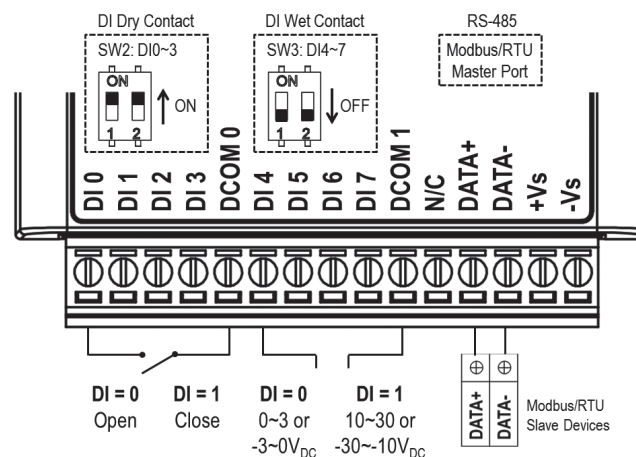 DI Dry Contact
SW2: DI0~3
ON
1 2
ON
DI Wet Contact
SW3: DI4~7
ON
1 2
OFF
RS-485
Modbus/RTU
Master Port
DI 0
DI 1
DI 2
DI 3
DCOM 0
DI 4
DI 5
DI 6
DI 7
DCOM 1
N/C
DATA+
DATA-
+Vs
-Vs
DI = 0
Open
DI = 1
Close
DI = 0
0~3 or
-3~0VDC
DI = 1
10~30 or
-30~-10VDC
DATA+
DATA-
Modbus/RTU
Slave Devices